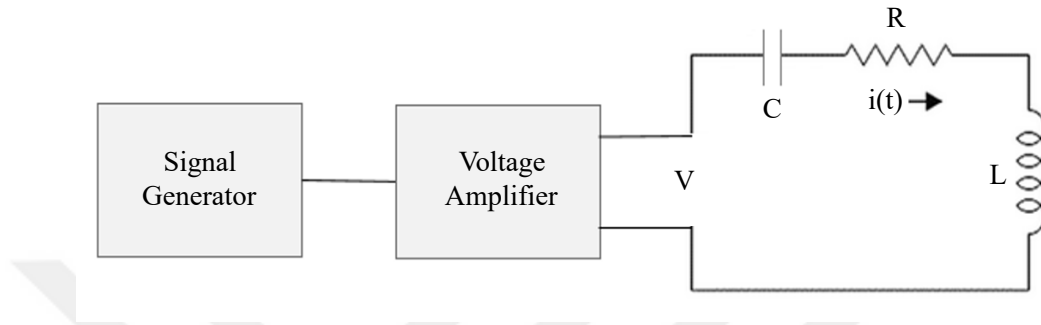 Signal
Generator
Voltage
Amplifier
V
C
R
i(t)
L